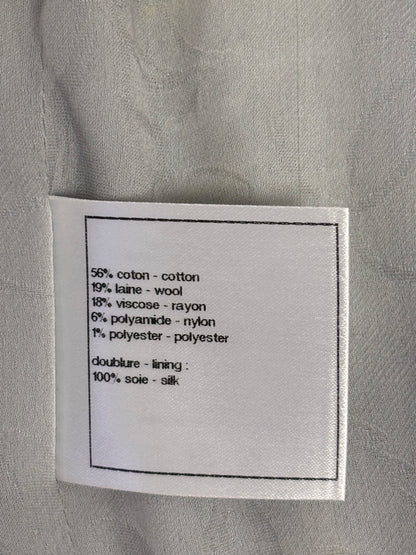 56% coton - cotton
19% laine - wool
18% viscose - rayon
6% polyamide - nylon
1% polyester - polyester
doublure - lining :
100% soie - silk